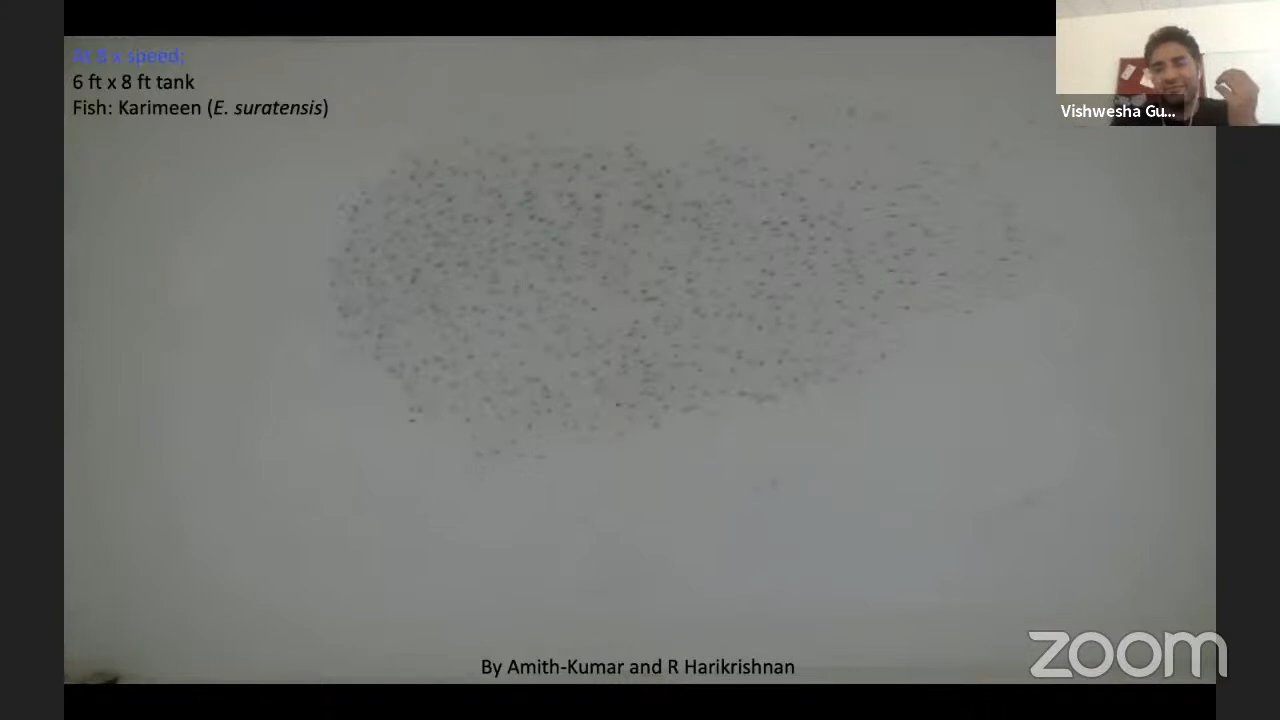 At 8 x speed;
6 ft x 8 ft tank
Fish: Karimeen (E. suratensis)
Vishwesha Gu...
By Amith-Kumar and R Harikrishnan
zoom